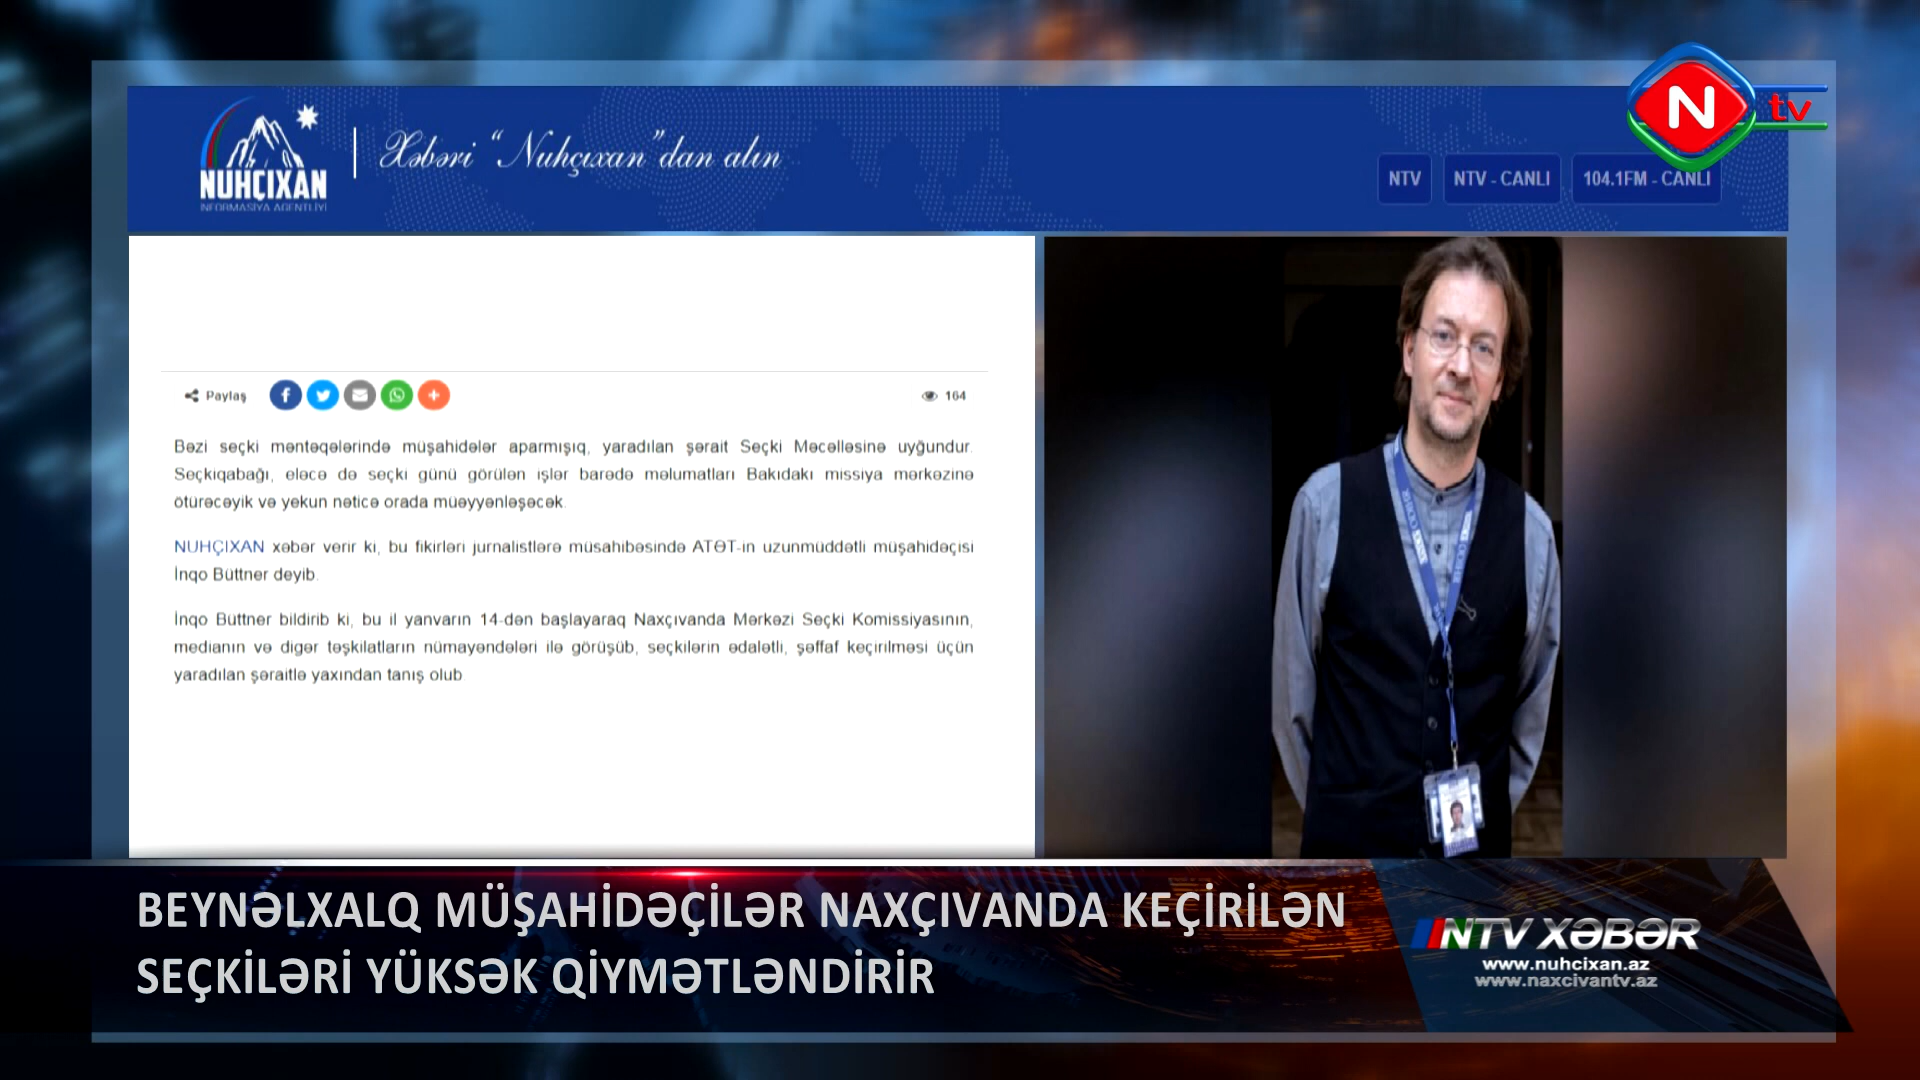 N tv
NUHÇIXAN
İNFORMASİYA AGENTLİYİ
Xəbəri “Nuhçıxan”dan alın
NTV
NTV - CANLI
104.1FM - CANLI
Paylaş
164
Bəzi seçki məntəqələrində müşahidələr aparmışıq, yaradılan şərait Seçki Məcəlləsinə uyğundur.
Seçkiqabağı, eləcə də seçki günü görülən işlər barədə məlumatları Bakıdakı missiya mərkəzinə
ötürəcəyik və yekun nəticə orada müəyyənləşəcək.
NUHÇIXAN xəbər verir ki, bu fikirləri jurnalistlərə müsahibəsində ATƏT-in uzunmüddətli müşahidəçisi
İnqo Büttner deyib.
İnqo Büttner bildirib ki, bu il yanvarın 14-dən başlayaraq Naxçıvanda Mərkəzi Seçki Komissiyasının,
medianın və digər təşkilatların nümayəndələri ilə görüşüb, seçkilərin ədalətli, şəffaf keçirilməsi üçün
yaradılan şəraitlə yaxından tanış olub.
BEYNƏLXALQ MÜŞAHİDƏÇİLƏR NAXÇIVANDA KEÇİRİLƏN
SEÇKİLƏRİ YÜKSƏK QİYMƏTLƏNDİRİR
NTV XƏBƏR
www.nuhcixan.az
www.naxcivantv.az